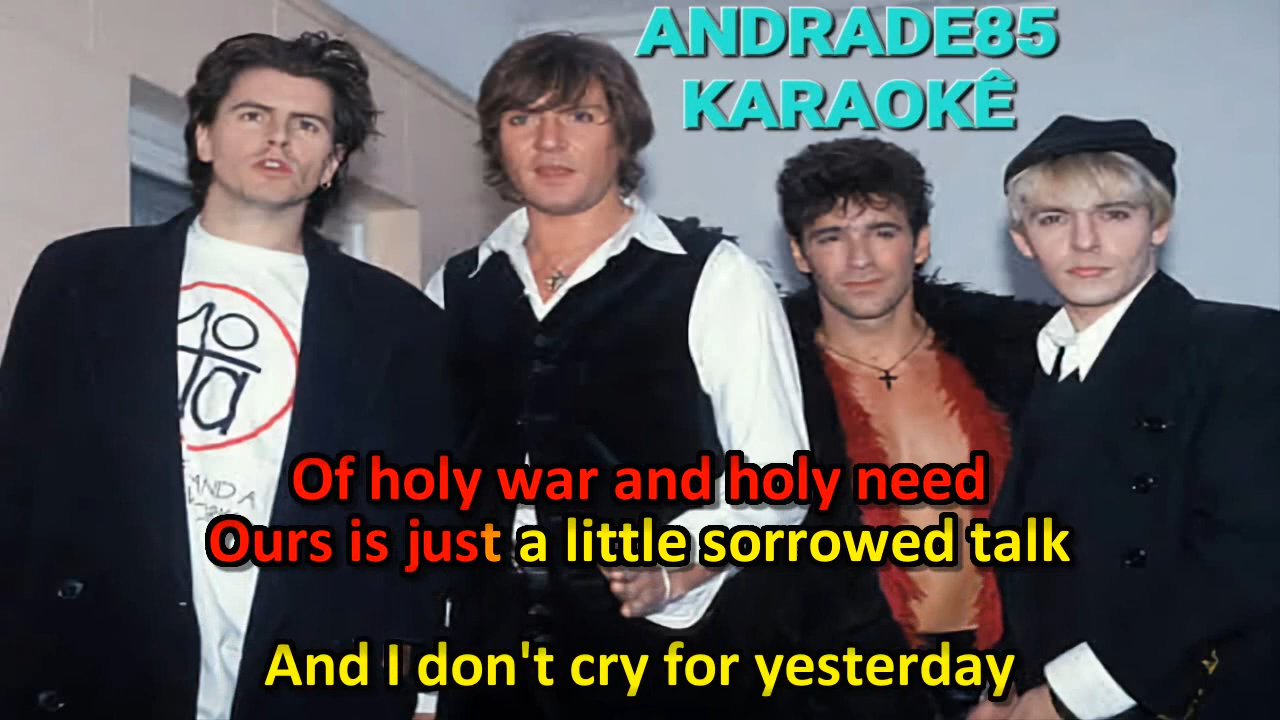 ANDRADE85
KARAOKÊ
Of holy war and holy need
Ours is just a little sorrowed talk
And I don't cry for yesterday